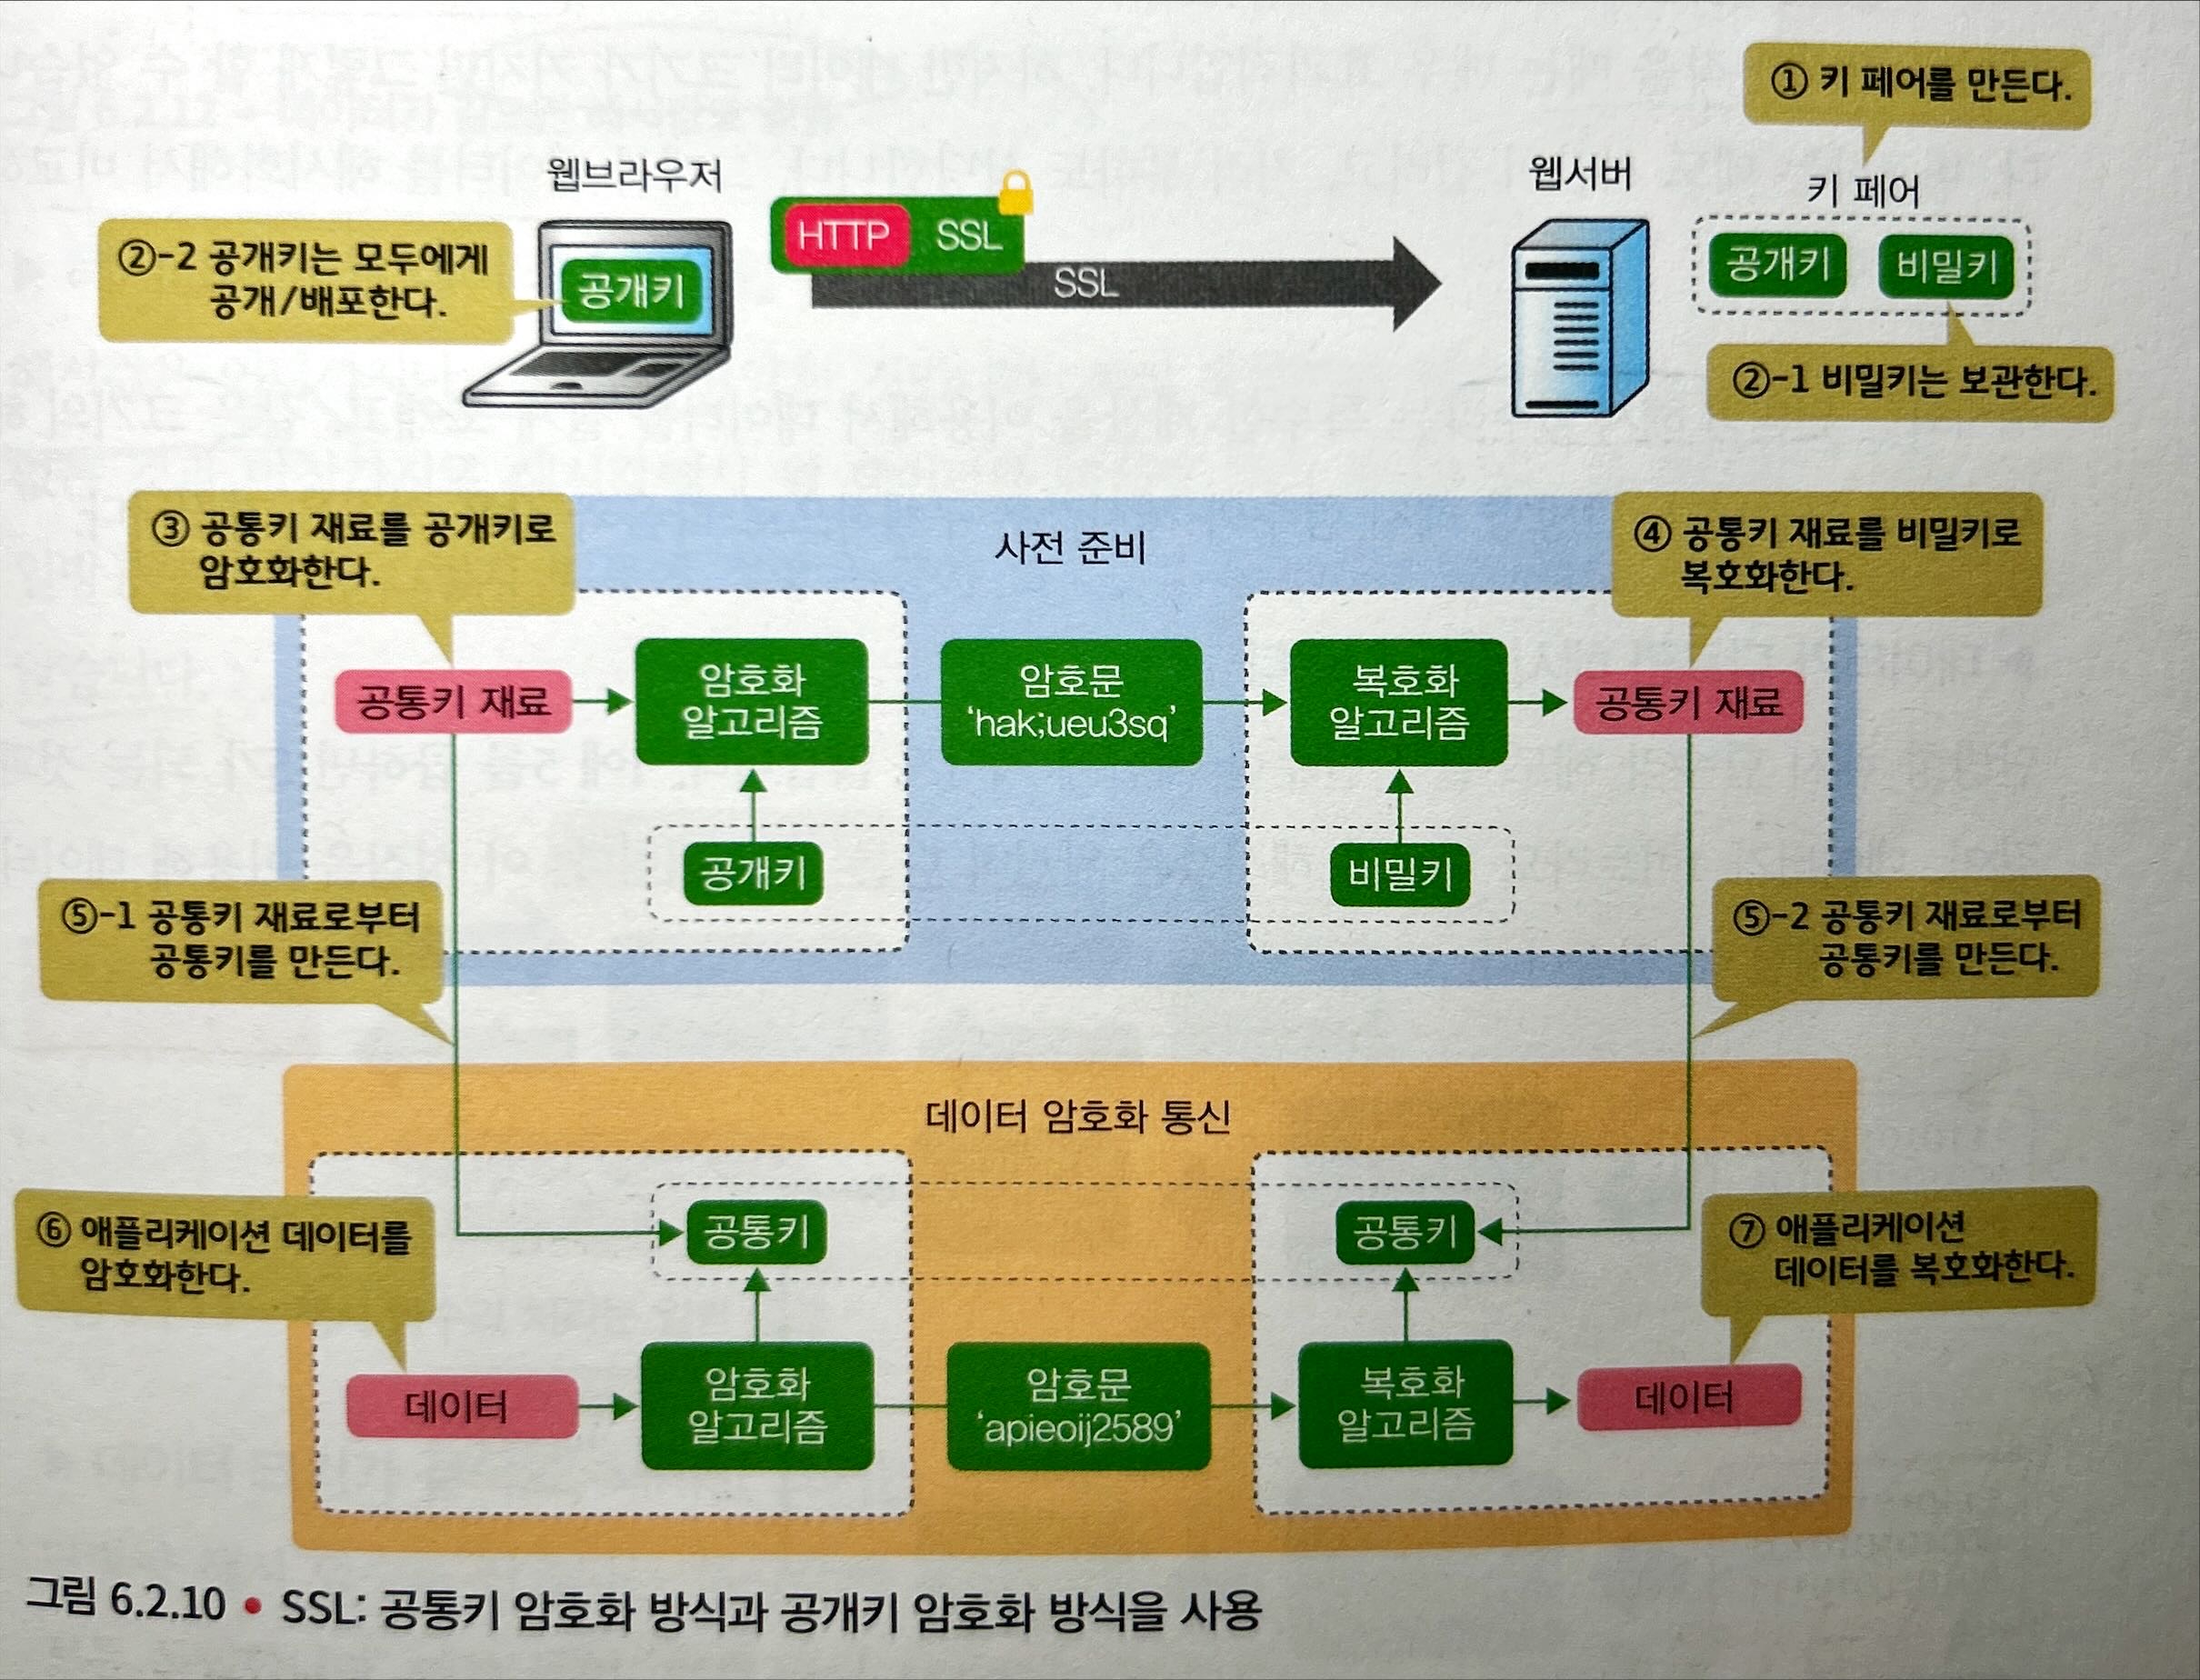 ① 키 페어를 만든다.
웹브라우저
웹서버
키 페어
HTTP SSL
SSL
②-2 공개키는 모두에게
공개/배포한다.
공개키
공개키 비밀키
②-1 비밀키는 보관한다.
③ 공통키 재료를 공개키로
암호화한다.
사전 준비
④ 공통키 재료를 비밀키로
복호화한다.
공통키 재료
암호화
알고리즘
암호문
‘hak;ueu3sq’
복호화
알고리즘
공통키 재료
공개키
비밀키
⑤-1 공통키 재료로부터
공통키를 만든다.
⑤-2 공통키 재료로부터
공통키를 만든다.
데이터 암호화 통신
⑥ 애플리케이션 데이터를
암호화한다.
공통키
공통키
⑦ 애플리케이션
데이터를 복호화한다.
데이터
암호화
알고리즘
암호문
‘apieoij2589’
복호화
알고리즘
데이터
그림 6.2.10 • SSL: 공통키 암호화 방식과 공개키 암호화 방식을 사용